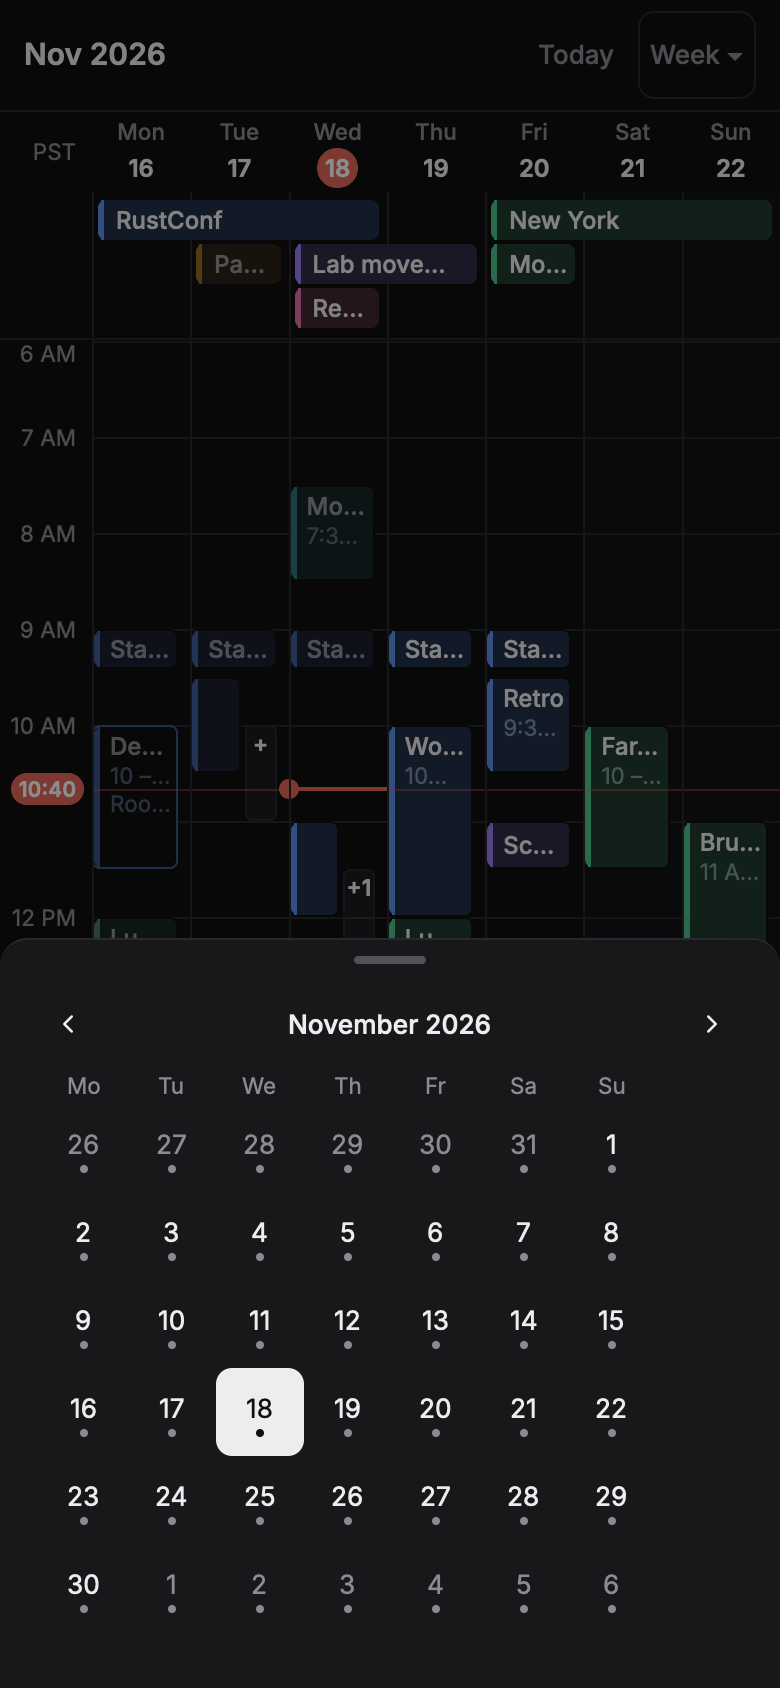 Nov 2026 Today Week
PST Mon Tue Wed Thu Fri Sat Sun
16 17 18 19 20 21 22
RustConf New York
Pa... Lab move... Mo...
Re...
6 AM
7 AM
Mo...
7:3...
8 AM
9 AM
Sta... Sta... Sta... Sta... Sta...
Retro
9:3...
10 AM
De... + Wo... Far...
10 –... 10... 10 –...
10:40
Roo...
Bru...
Sc...
11 A...
+1
12 PM
Lu... Lu...
November 2026
Mo Tu We Th Fr Sa Su
26 27 28 29 30 31 1
2 3 4 5 6 7 8
9 10 11 12 13 14 15
16 17 18 19 20 21 22
23 24 25 26 27 28 29
30 1 2 3 4 5 6